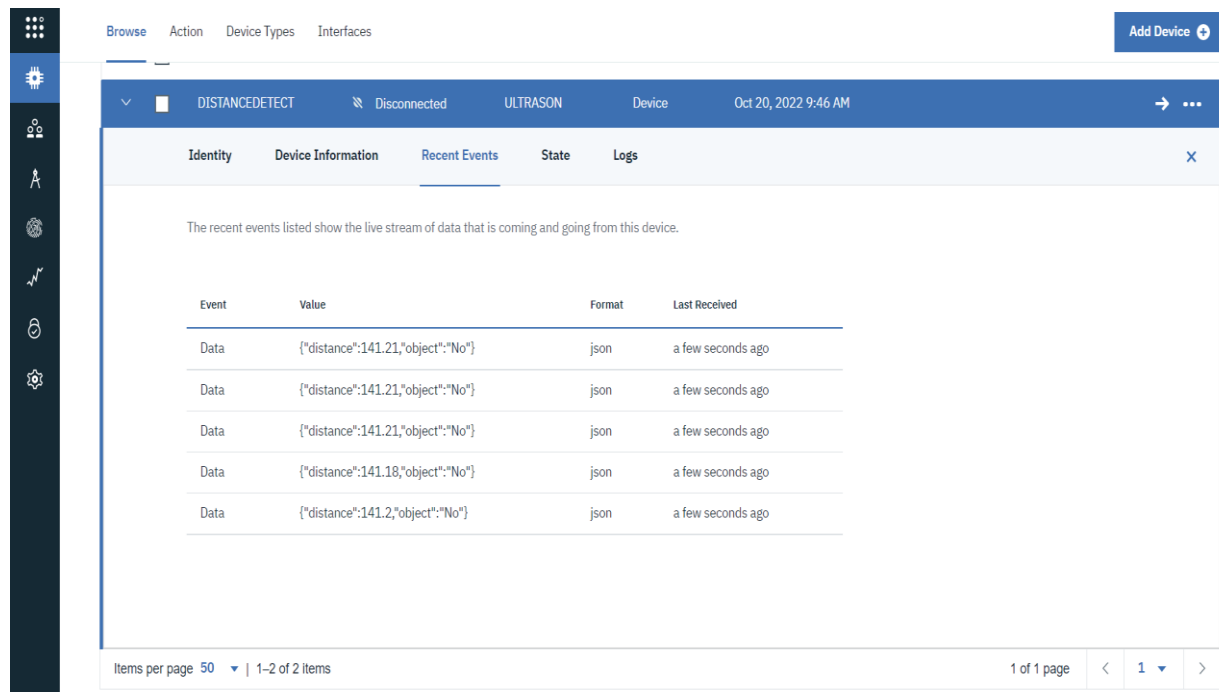 Browse Action Device Types Interfaces Add Device
DISTANCEDETECT Disconnected ULTRASON Device Oct 20, 2022 9:46 AM
Identity Device Information Recent Events State Logs
The recent events listed show the live stream of data that is coming and going from this device.
Event Value Format Last Received
Data {"distance":141.21,"object":"No"} json a few seconds ago
Data {"distance":141.21,"object":"No"} json a few seconds ago
Data {"distance":141.21,"object":"No"} json a few seconds ago
Data {"distance":141.18,"object":"No"} json a few seconds ago
Data {"distance":141.2,"object":"No"} json a few seconds ago
Items per page 50 | 1–2 of 2 items 1 of 1 page 1